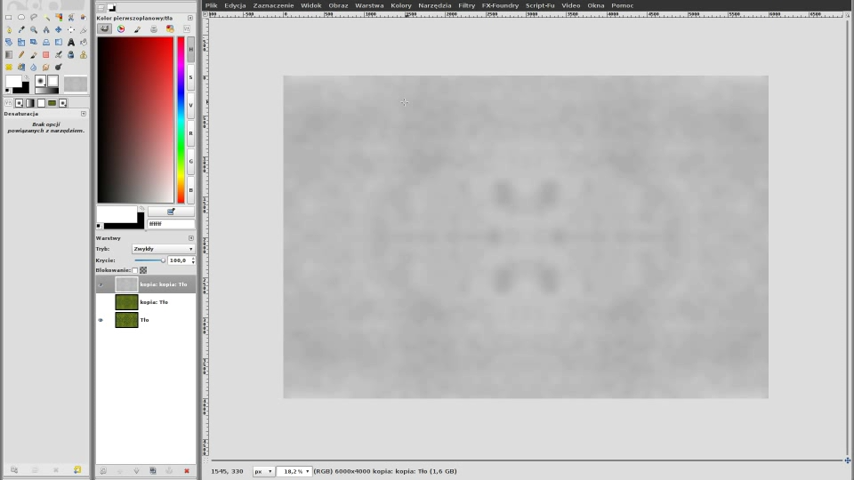 Plik Edycja Zaznaczenie Widok Obraz Warstwa Kolory Narzędzia Filtry FX-Foundry Script-Fu Video Okna Pomoc
Kolor pierwszoplanowy/tła
H
S
V
R
G
B
ffffff
Desaturacja
Brak opcji
powiązanych z narzędziem.
Warstwy
Tryb: Zwykły
Krycie: 100,0
Blokowanie:
kopia: kopia: Tło
kopia: Tło
Tło
1545, 330 px 18,2% (RGB) 6000x4000 kopia: kopia: Tło (1,6 GB)